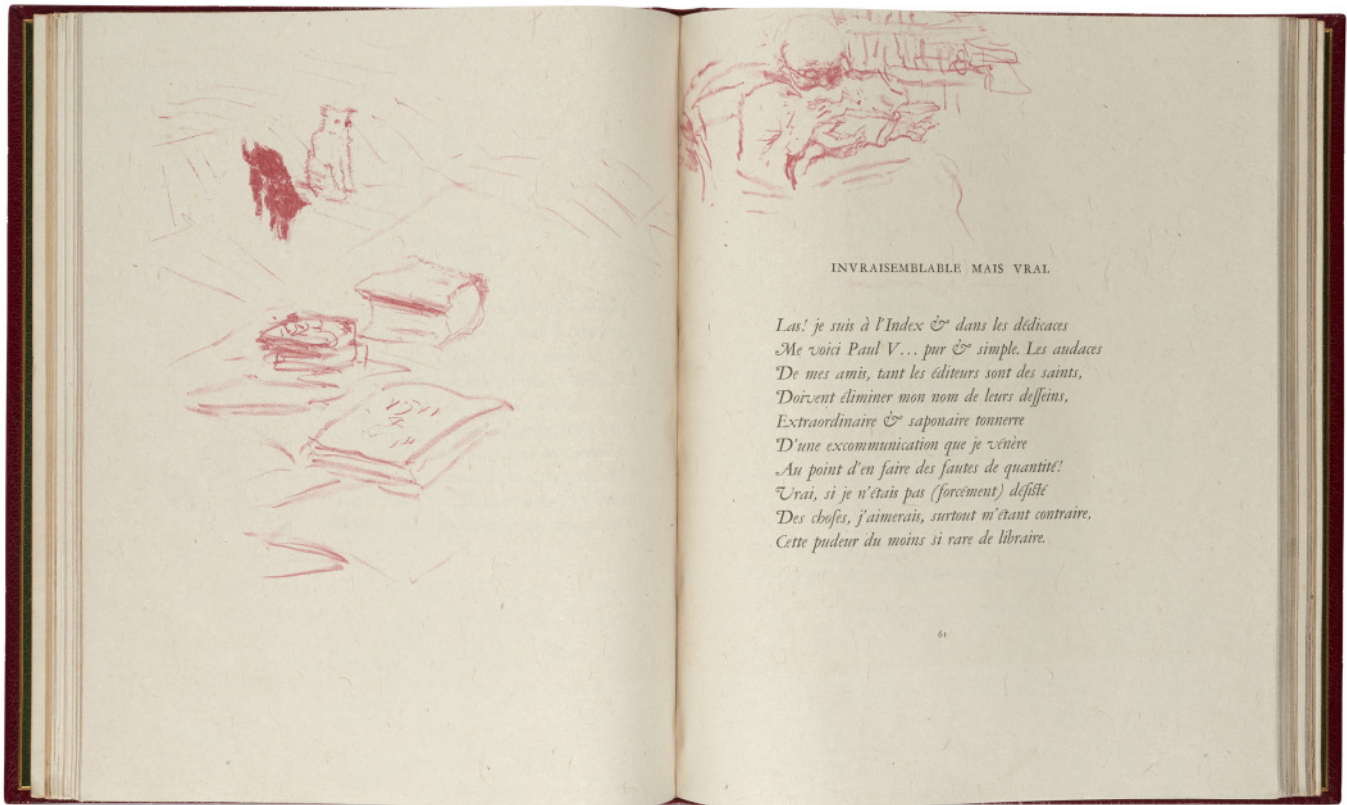 INVRAISEMBLABLE MAIS VRAI.
Las! je suis à l'Index & dans les dédicaces
Me voici Paul V... pur & simple. Les audaces
De mes amis, tant les éditeurs sont des saints,
Doivent éliminer mon nom de leurs deſſeins,
Extraordinaire & saponaire tonnerre
D'une excommunication que je vénère
Au point d'en faire des fautes de quantité!
Vrai, si je n'étais pas (forcément) déſiſté
Des choſes, j'aimerais, surtout m'étant contraire,
Cette pudeur du moins si rare de libraire.
61